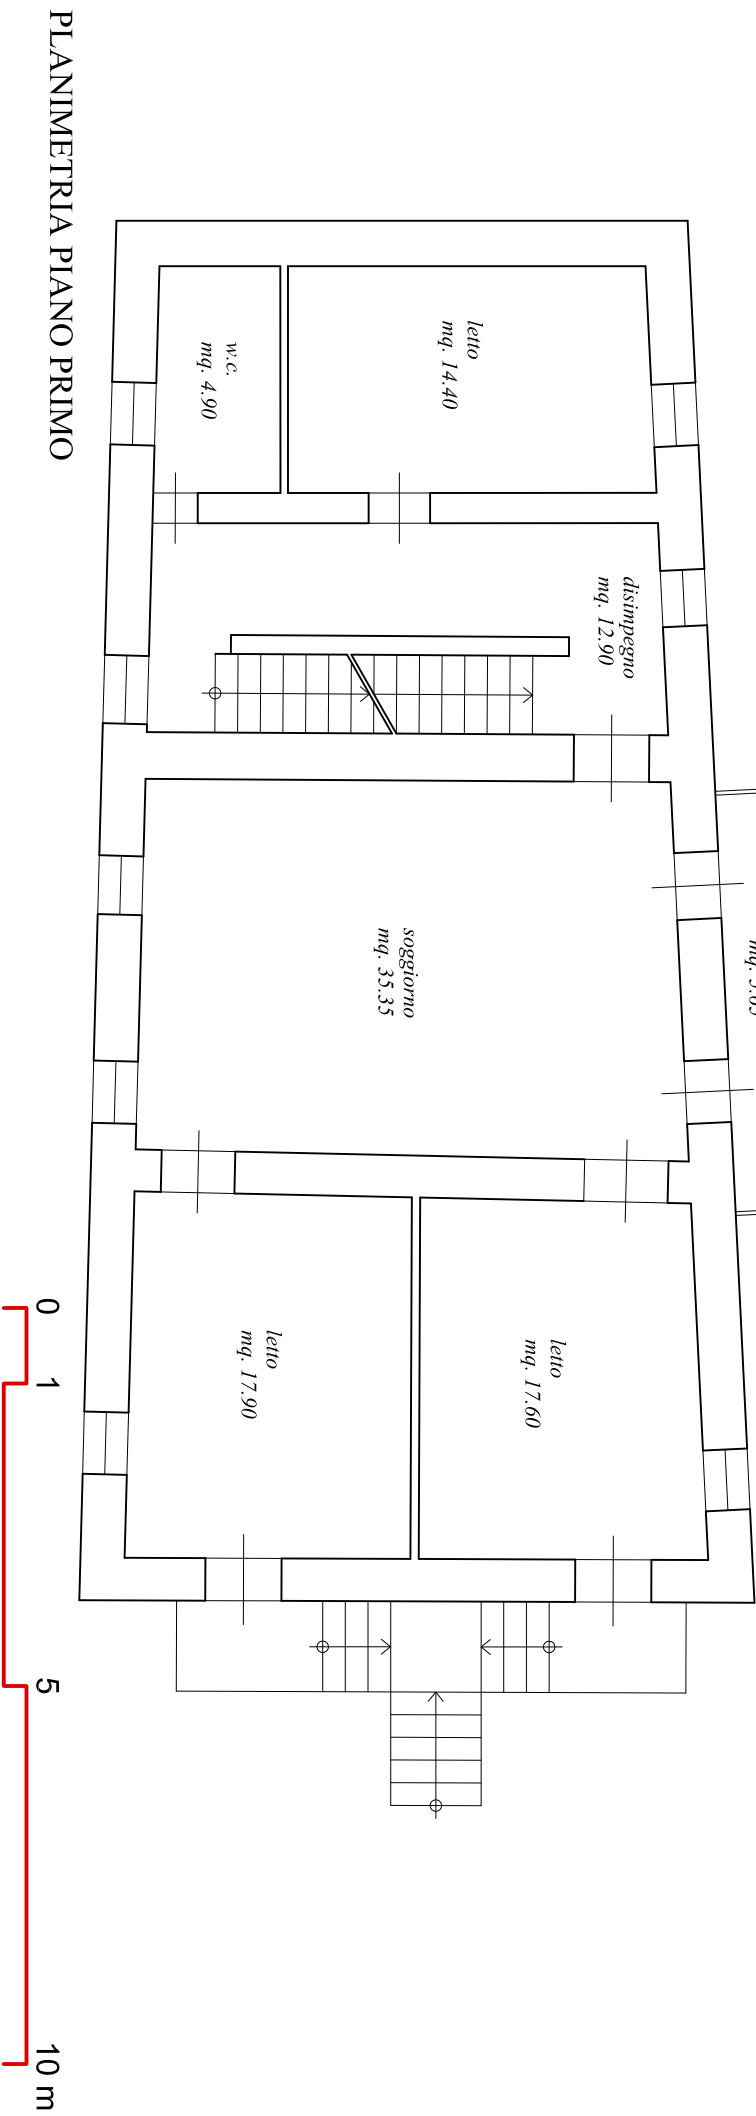 PLANIMETRIA PIANO PRIMO
letto
mq. 14.40
w.c.
mq. 4.90
disimpegno
mq. 12.90
soggiorno
mq. 35.35
letto
mq. 17.60
letto
mq. 17.90
0 1 5 10 m